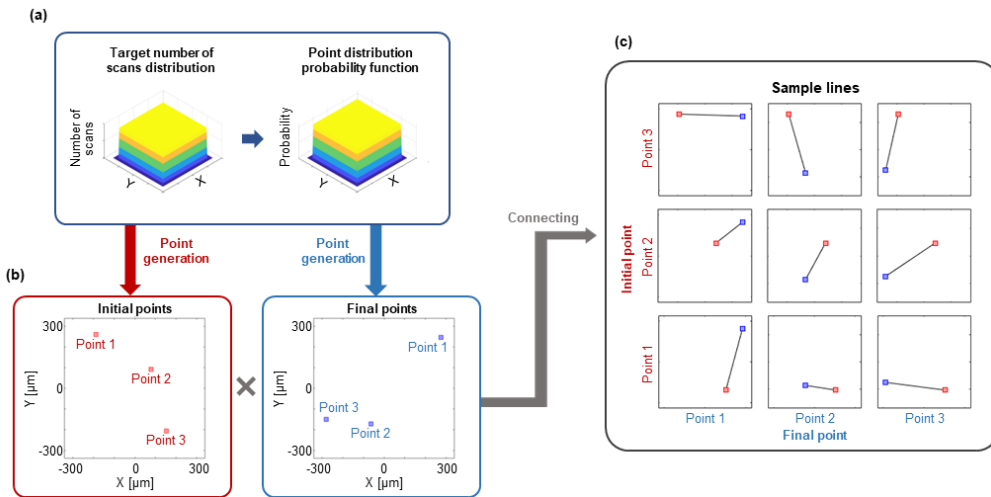 (a)
Target number of
scans distribution
Point distribution
probability function
Number of
scans
Y
X
Probability
Y
X
Point
generation
Point
generation
Connecting
(b)
Initial points
300
0
-300
Y [µm]
Point 1
Point 2
Point 3
-300
0
300
X [µm]
×
Final points
300
0
-300
Y [µm]
Point 1
Point 3
Point 2
-300
0
300
X [µm]
(c)
Sample lines
Initial point
Point 3
Point 2
Point 1
Point 1
Point 2
Point 3
Final point